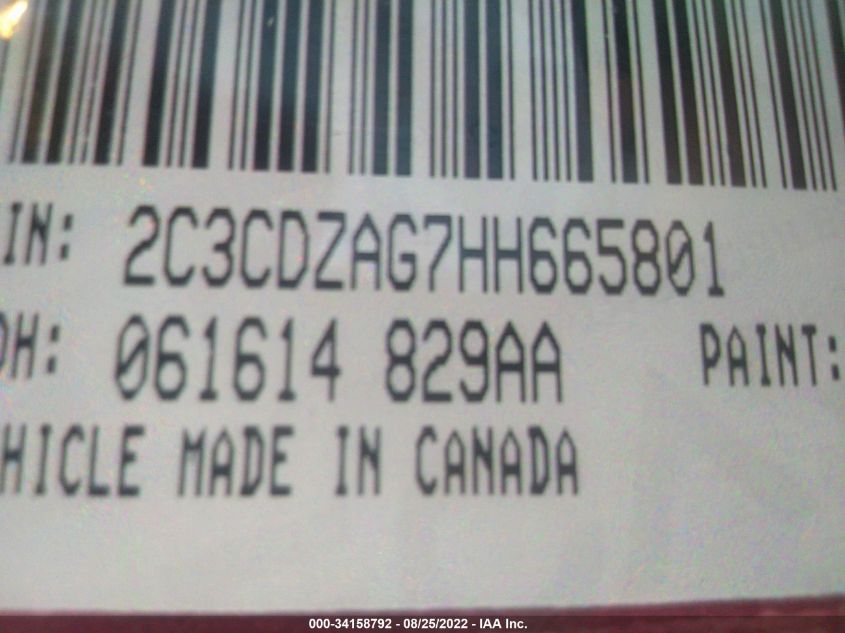 IN: 2C3CDZAG7HH665801
DH: 061614 829AA PAINT:
HICLE MADE IN CANADA
000-34158792 - 08/25/2022 - IAA Inc.